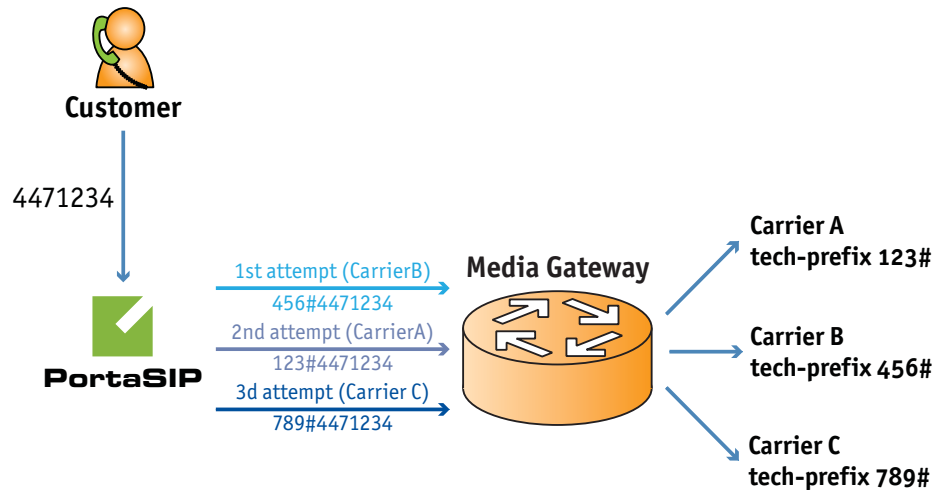 Customer
4471234
1st attempt (CarrierB)
456#4471234
2nd attempt (CarrierA)
123#4471234
3d attempt (Carrier C)
789#4471234
PortaSIP
Media Gateway
Carrier A
tech-prefix 123#
Carrier B
tech-prefix 456#
Carrier C
tech-prefix 789#